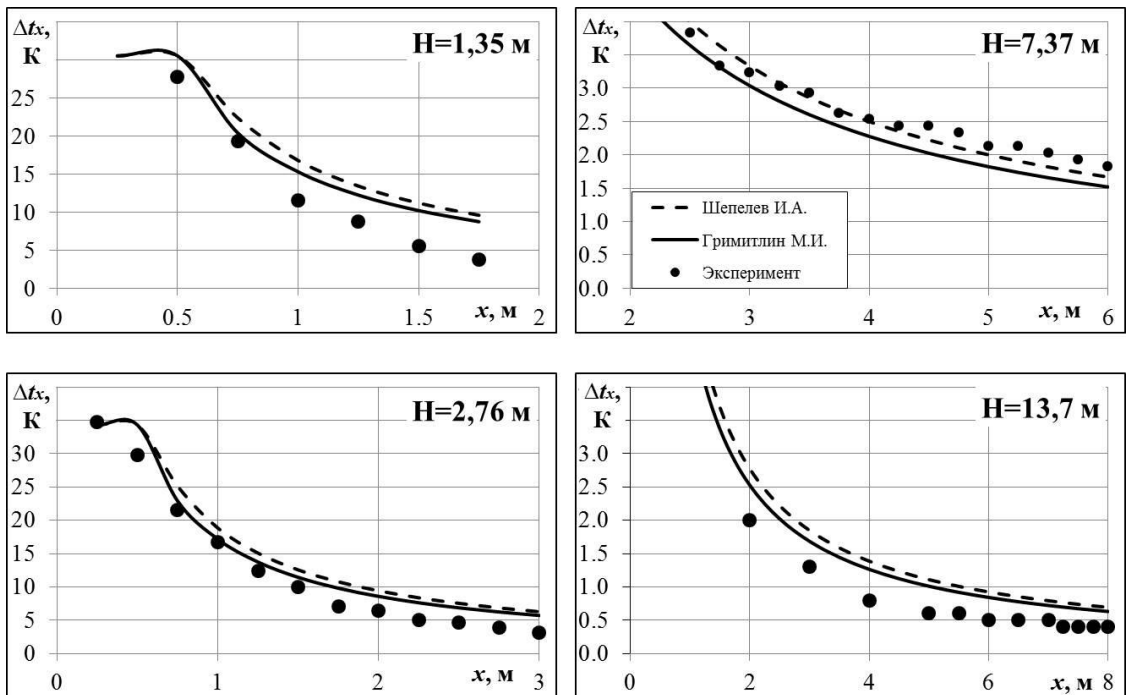 Δtx,
К
H=1,35 м
25
20
15
10
5
0
0
0.5
1
1.5
x, м
2
Δtx,
К
H=7,37 м
3.0
2.5
2.0
1.5
1.0
0.5
0.0
Шепелев И.А.
Гримитлин М.И.
Эксперимент
2
3
4
5
x, м
6
Δtx,
К
H=2,76 м
30
25
20
15
10
5
0
0
1
2
x, м
3
Δtx,
К
H=13,7 м
3.0
2.5
2.0
1.5
1.0
0.5
0.0
0
2
4
6
x, м
8